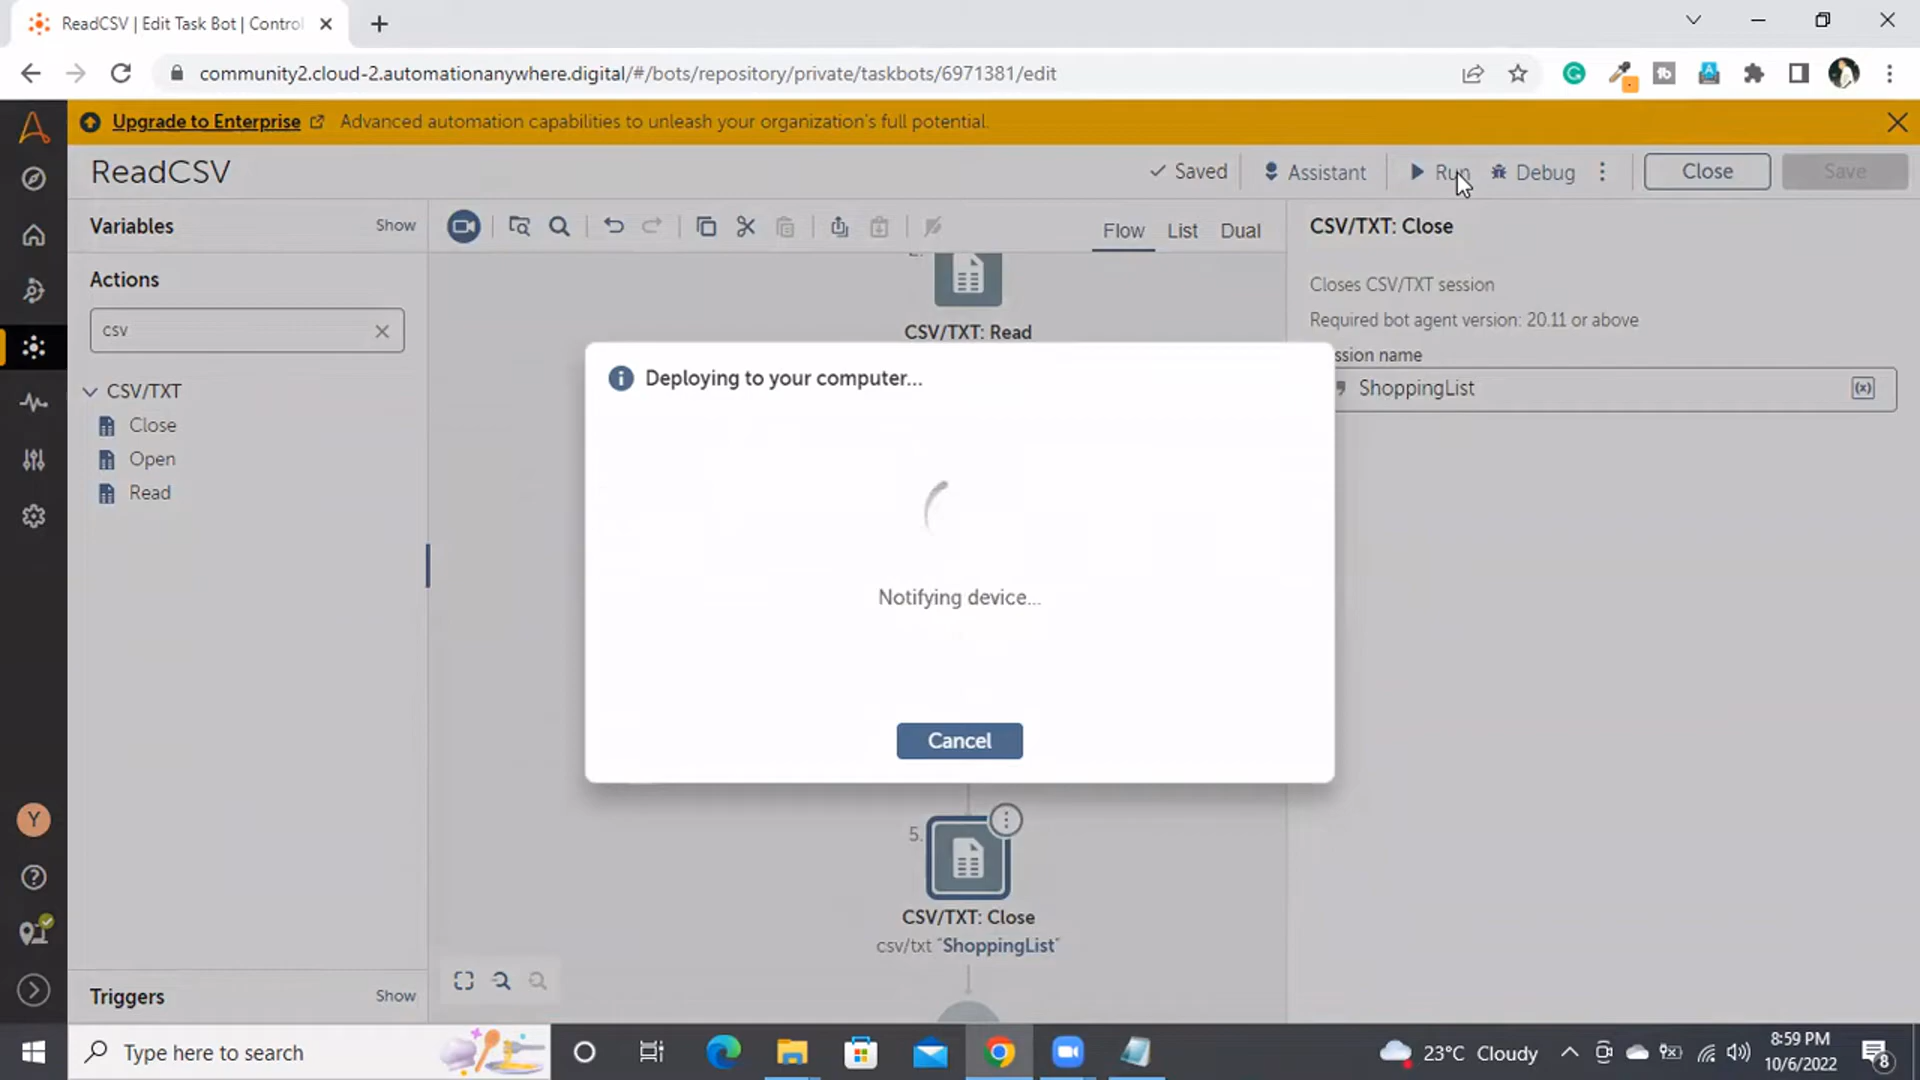 ReadCSV | Edit Task Bot | Contro
community2.cloud-2.automationanywhere.digital/#/bots/repository/private/taskbots/6971381/edit
Upgrade to Enterprise Advanced automation capabilities to unleash your organization's full potential.
ReadCSV
Saved
Assistant
Run
Debug
Close
Save
Variables
Show
Flow
List
Dual
CSV/TXT: Close
Actions
csv
CSV/TXT
Close
Open
Read
CSV/TXT: Read
Closes CSV/TXT session
Required bot agent version: 20.11 or above
ssion name
ShoppingList
(x)
Deploying to your computer...
Notifying device...
Cancel
5.
CSV/TXT: Close
csv/txt "ShoppingList"
Y
Triggers
Show
Type here to search
23°C Cloudy
8:59 PM
10/6/2022
8